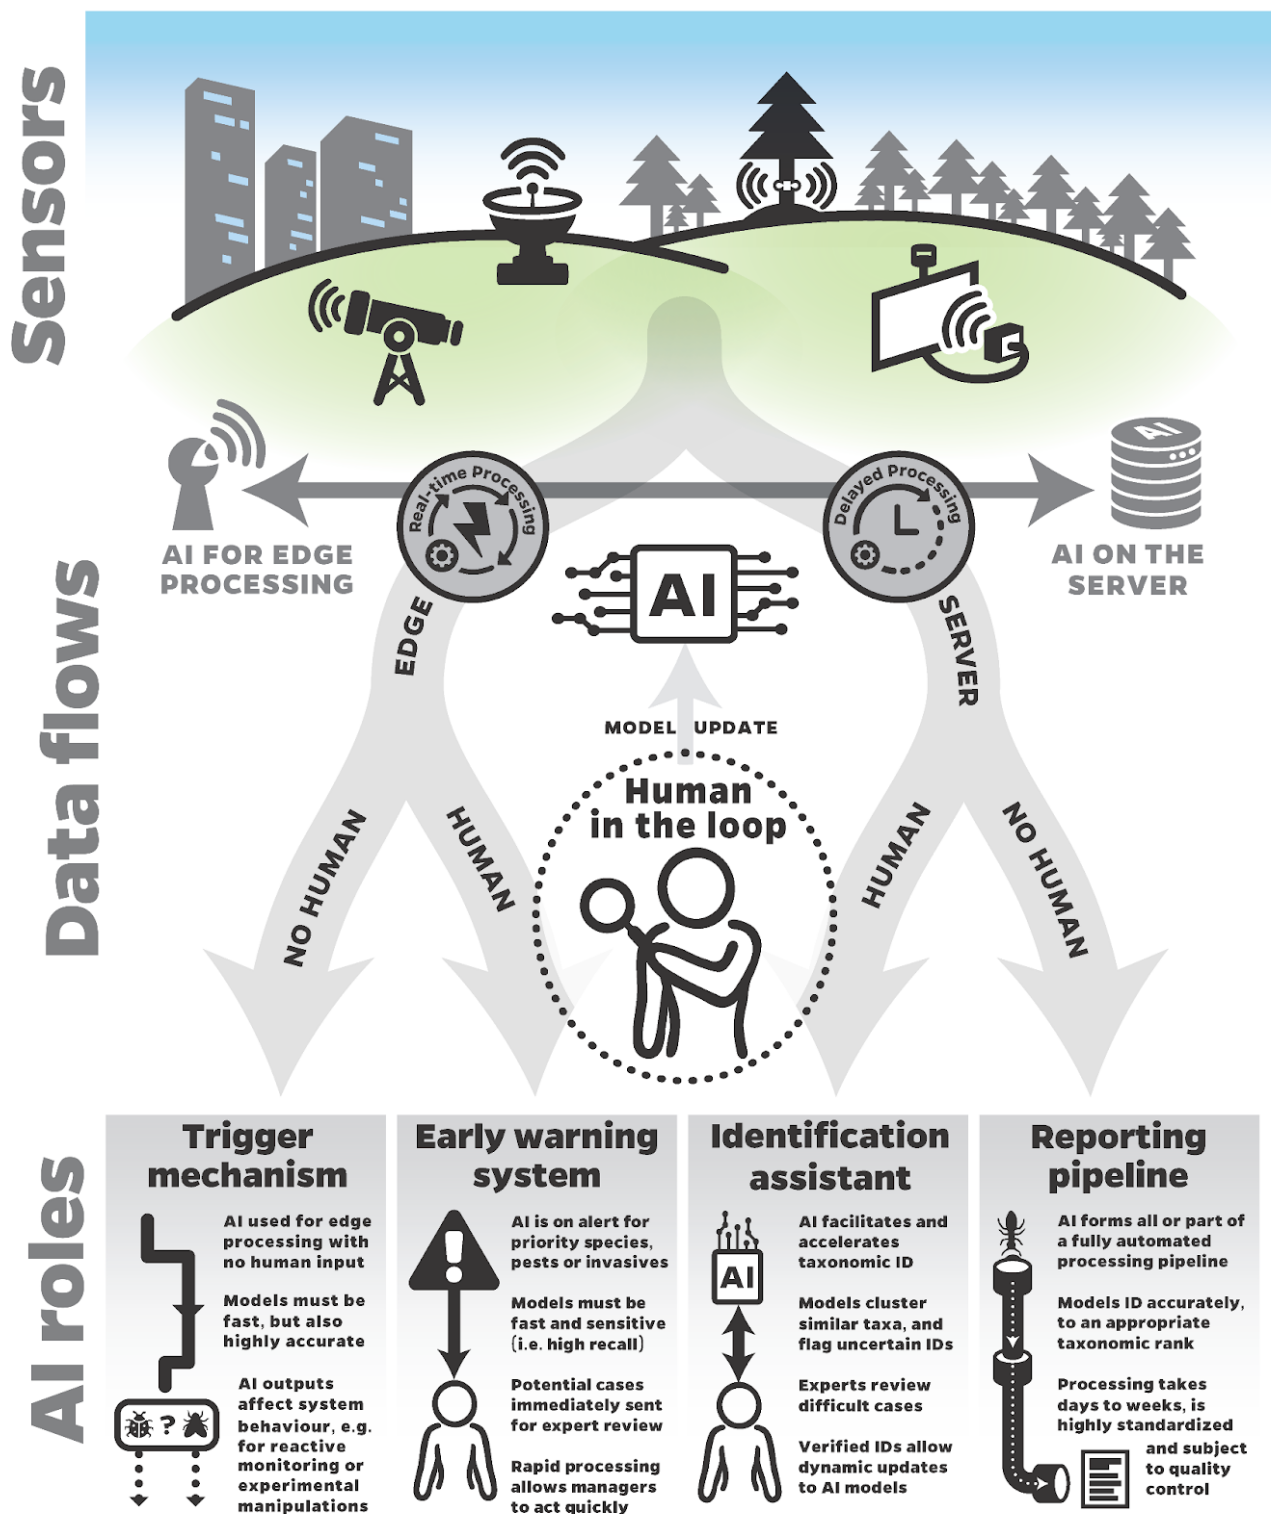 Sensors
Data flows
AI roles
Real-time Processing
Delayed Processing
AI
AI FOR EDGE
PROCESSING
AI ON THE
SERVER
EDGE
AI
SERVER
MODEL UPDATE
Human
in the loop
NO HUMAN
HUMAN
HUMAN
NO HUMAN
Trigger
mechanism
AI used for edge
processing with
no human input
Models must be
fast, but also
highly accurate
AI outputs
affect system
behaviour, e.g.
for reactive
monitoring or
experimental
manipulations
?
Early warning
system
!
AI is on alert for
priority species,
pests or invasives
Models must be
fast and sensitive
(i.e. high recall)
Potential cases
immediately sent
for expert review
Rapid processing
allows managers
to act quickly
Identification
assistant
AI
AI facilitates and
accelerates
taxonomic ID
Models cluster
similar taxa, and
flag uncertain IDs
Experts review
difficult cases
Verified IDs allow
dynamic updates
to AI models
Reporting
pipeline
AI forms all or part of
a fully automated
processing pipeline
Models ID accurately,
to an appropriate
taxonomic rank
Processing takes
days to weeks, is
highly standardized
and subject
to quality
control